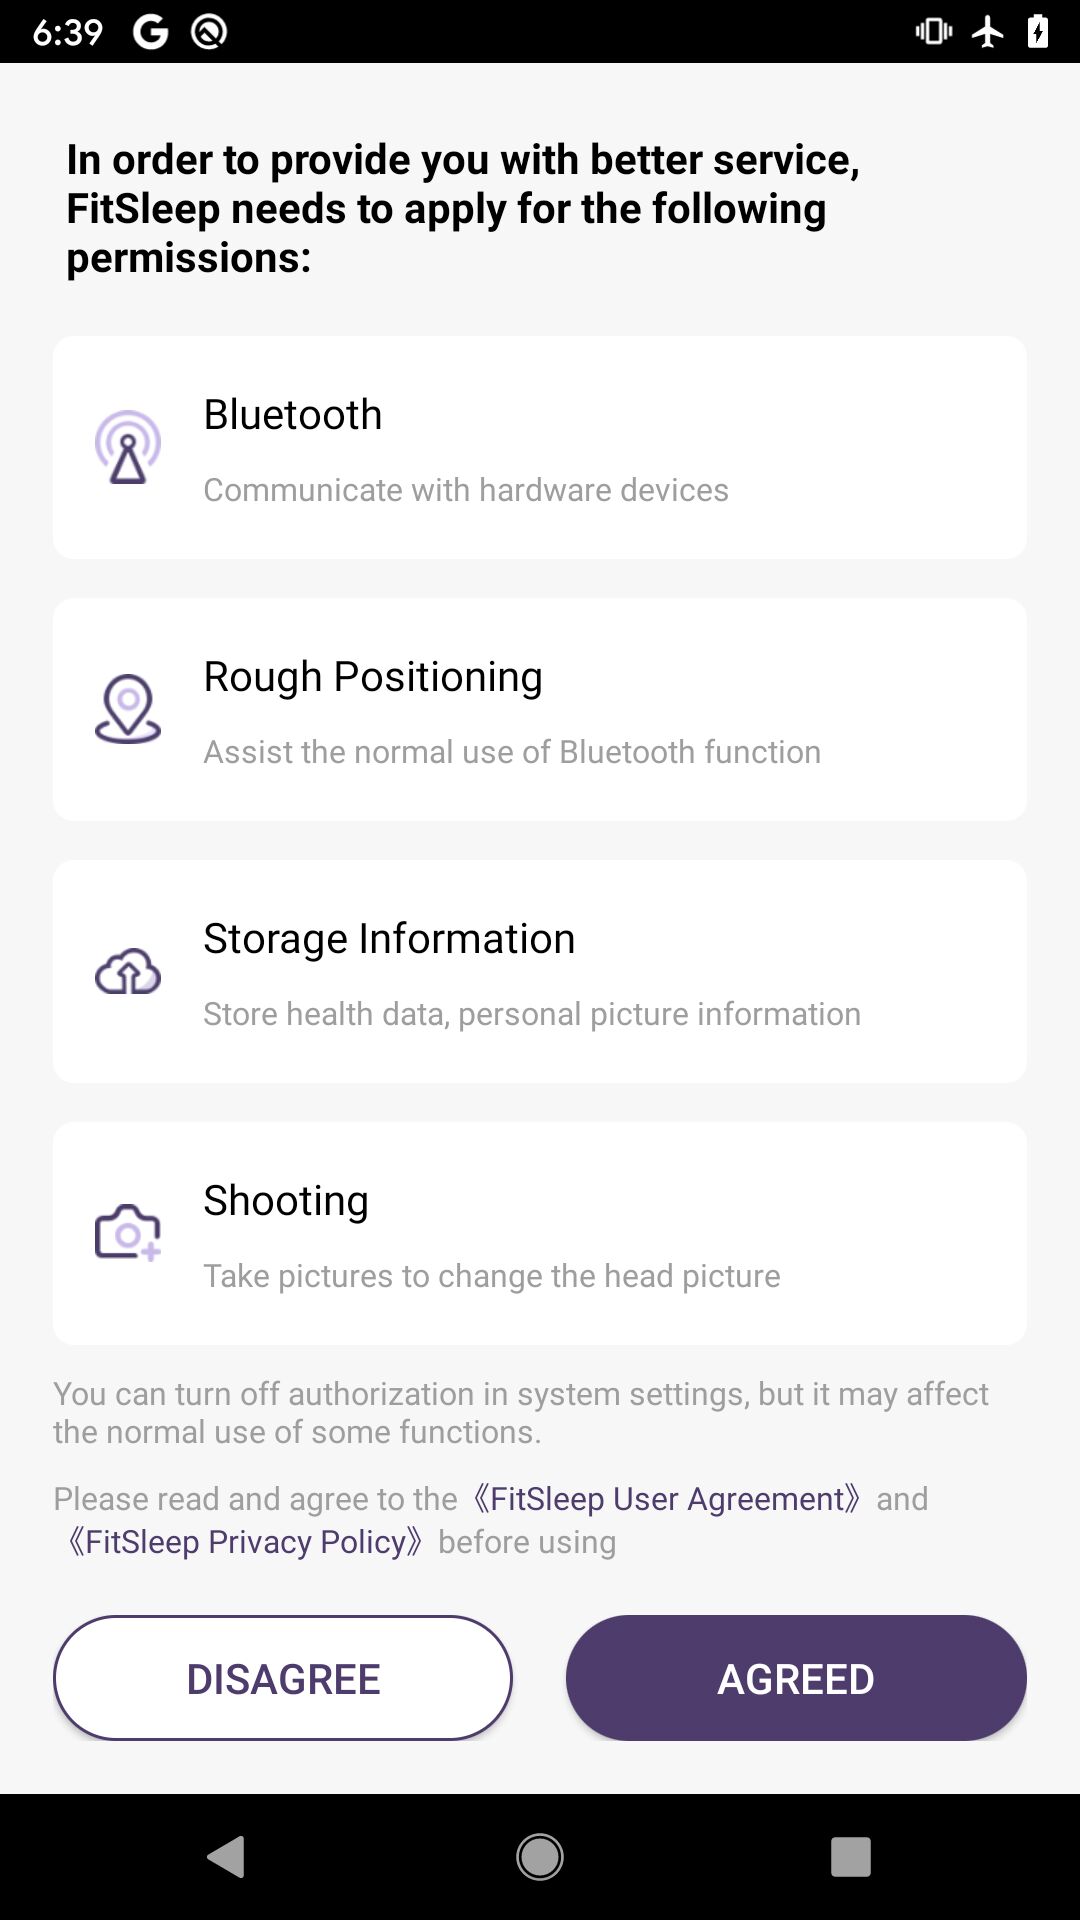 6:39
In order to provide you with better service,
FitSleep needs to apply for the following
permissions:
Bluetooth
Communicate with hardware devices
Rough Positioning
Assist the normal use of Bluetooth function
Storage Information
Store health data, personal picture information
Shooting
Take pictures to change the head picture
You can turn off authorization in system settings, but it may affect
the normal use of some functions.
Please read and agree to the《FitSleep User Agreement》and
《FitSleep Privacy Policy》before using
DISAGREE
AGREED